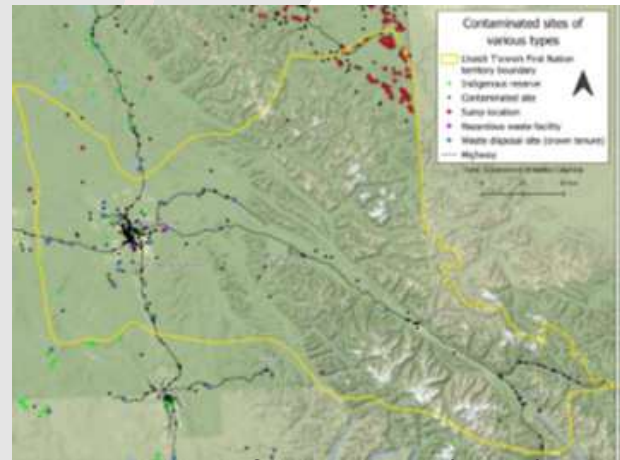 Contaminated sites of
various types
Lheidli T'enneh First Nation
territory boundary
Indigenous reserve
Contaminated site
Sump location
Hazardous waste facility
Waste disposal site (crown tenure)
Highway